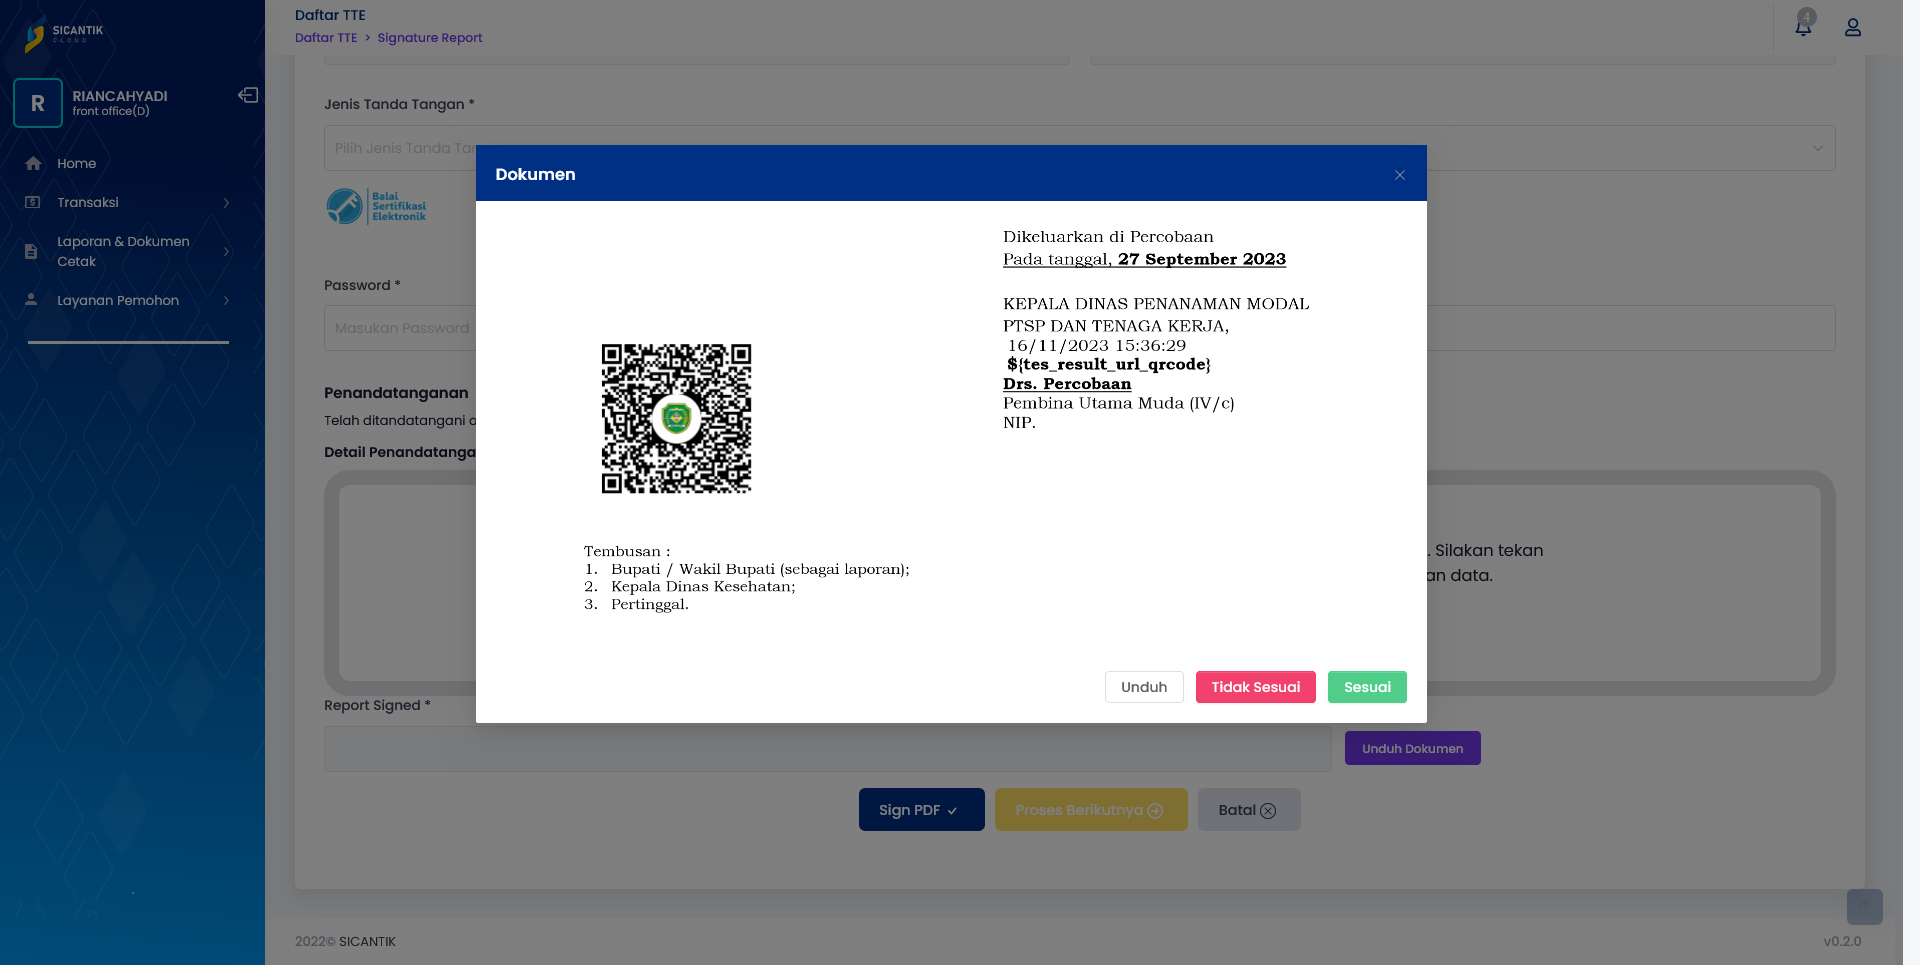 SICANTIK
CLOUD
R
RIANCAHYADI
front office(D)
Home
Transaksi
Laporan & Dokumen
Cetak
Layanan Pemohon
Daftar TTE
Daftar TTE > Signature Report
4
Jenis Tanda Tangan *
Pilih Jenis Tanda Tan
Balai
Sertifikasi
Elektronik
Password *
Masukan Password
Penandatanganan
Telah ditandatangani o
Detail Penandatanga
. Silakan tekan
an data.
Dokumen
Dikeluarkan di Percobaan
Pada tanggal, 27 September 2023
KEPALA DINAS PENANAMAN MODAL
PTSP DAN TENAGA KERJA,
16/11/2023 15:36:29
${tes_result_url_qrcode}
Drs. Percobaan
Pembina Utama Muda (IV/c)
NIP.
Tembusan :
1. Bupati / Wakil Bupati (sebagai laporan);
2. Kepala Dinas Kesehatan;
3. Pertinggal.
Unduh
Tidak Sesuai
Sesuai
Report Signed *
Unduh Dokumen
Sign PDF
Proses Berikutnya
Batal
2022© SICANTIK
v0.2.0